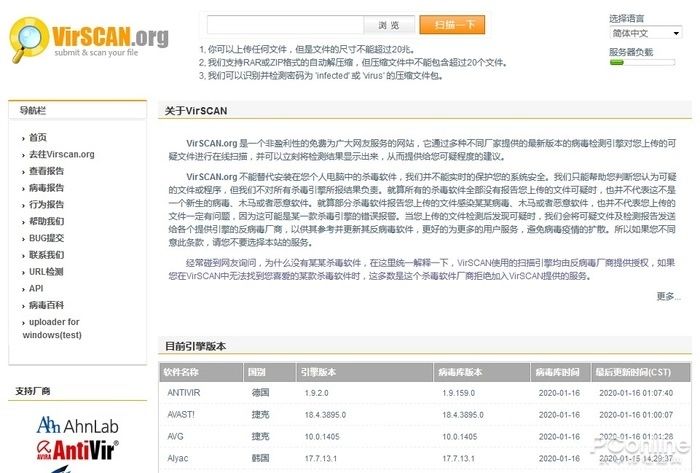 VirSCAN.org
submit & scan your file
浏 览
扫描一下
选择语言
简体中文
服务器负载
1, 你可以上传任何文件，但是文件的尺寸不能超过20兆。
2, 我们支持RAR或ZIP格式的自动解压缩，但压缩文件中不能包含超过20个文件。
3, 我们可以识别并检测密码为 'infected' 或 'virus' 的压缩文件包。
导航栏
首页
去往Virscan.org
查看报告
病毒报告
行为报告
帮助我们
BUG提交
联系我们
URL检测
API
病毒百科
uploader for
windows(test)
支持厂商
AhnLab
AVIRA AntiVir
关于VirSCAN
VirSCAN.org 是一个非盈利性的免费为广大网友服务的网站，它通过多种不同厂家提供的最新版本的病毒检测引擎对您上传的可
疑文件进行在线扫描，并可以立刻将检测结果显示出来，从而提供给您可疑程度的建议。
VirSCAN.org 不能替代安装在您个人电脑中的杀毒软件，我们并不能实时的保护您的系统安全。我们只能帮助您判断您认为可疑
的文件或程序，但我们不对所有杀毒引擎所报结果负责。就算所有的杀毒软件全部没有报告您上传的文件可疑时，也并不代表这不是
一个新生的病毒、木马或者恶意软件。就算部分杀毒软件报告您上传的文件感染某某病毒、木马或者恶意软件，也并不代表您上传的
文件一定有问题，因为这可能是某一款杀毒引擎的错误报警。当您上传的文件检测后发现可疑时，我们会将可疑文件及检测报告发送
给各个提供引擎的反病毒厂商，以供其参考并更新其反病毒软件，更好的为更多的用户服务，避免病毒疫情的扩散。所以如果您不同
意此条款，请您不要选择本站的服务。
经常碰到网友询问，为什么没有某某杀毒软件，在这里统一解释一下，VirSCAN使用的扫描引擎均由反病毒厂商提供授权，如果
您在VirSCAN中无法找到您喜爱的某款杀毒软件时，这多数是这个杀毒软件厂商拒绝加入VirSCAN提供的服务。
更多...
目前引擎版本
软件名称 国别 引擎版本 病毒库版本 病毒库时间 最后更新时间(CST)
ANTIVIR 德国 1.9.2.0 1.9.159.0 2020-01-16 2020-01-16 01:07:40
AVAST! 捷克 18.4.3895.0 18.4.3895.0 2020-01-16 2020-01-16 01:00:07
AVG 捷克 10.0.1405 10.0.1405 2020-01-16 2020-01-16 01:01:28
Alyac 韩国 17.7.13.1 17.7.13.1 2020-01-16 2020-01-15 14:29:37
PConline